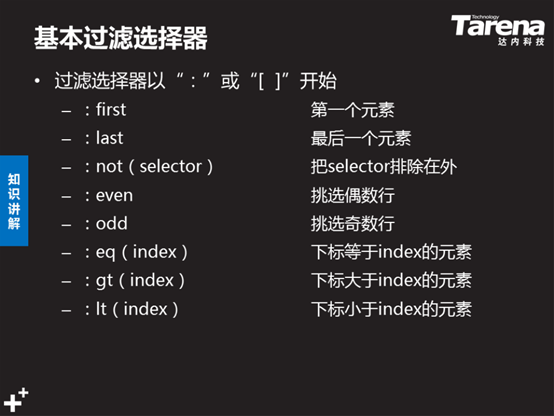 基本过滤选择器
Technology
Tarena
达内科技
• 过滤选择器以“：”或“[ ]”开始
– ：first 第一个元素
– ：last 最后一个元素
– ：not（selector） 把selector排除在外
– ：even 挑选偶数行
– ：odd 挑选奇数行
– ：eq（index） 下标等于index的元素
– ：gt（index） 下标大于index的元素
– ：lt（index） 下标小于index的元素
知识讲解